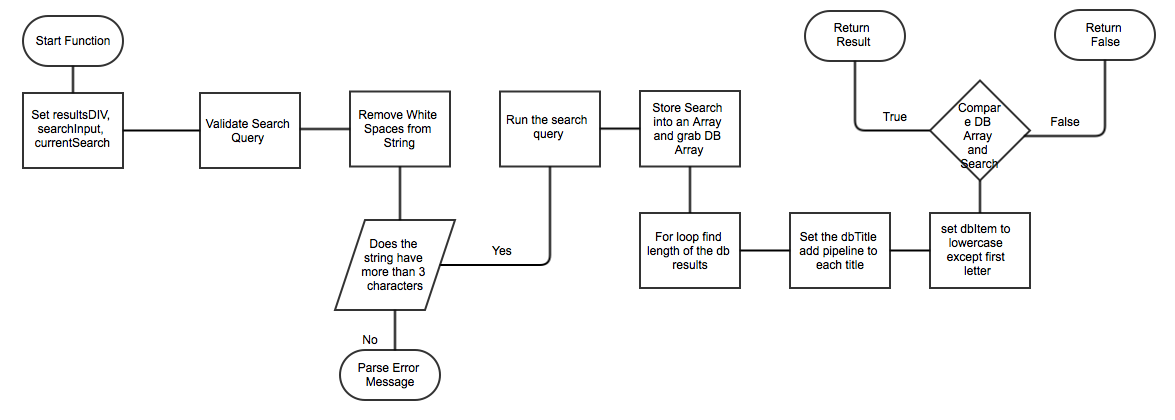 Start Function
Set resultsDIV,
searchInput,
currentSearch
Validate Search
Query
Remove White
Spaces from
String
Does the
string have
more than 3
characters
No
Parse Error
Message
Yes
Run the search
query
Store Search
into an Array
and grab DB
Array
For loop find
length of the db
results
Set the dbTitle
add pipeline to
each title
set dbItem to
lowercase
except first
letter
Compar
e DB
Array
and
Search
True
Return
Result
False
Return
False